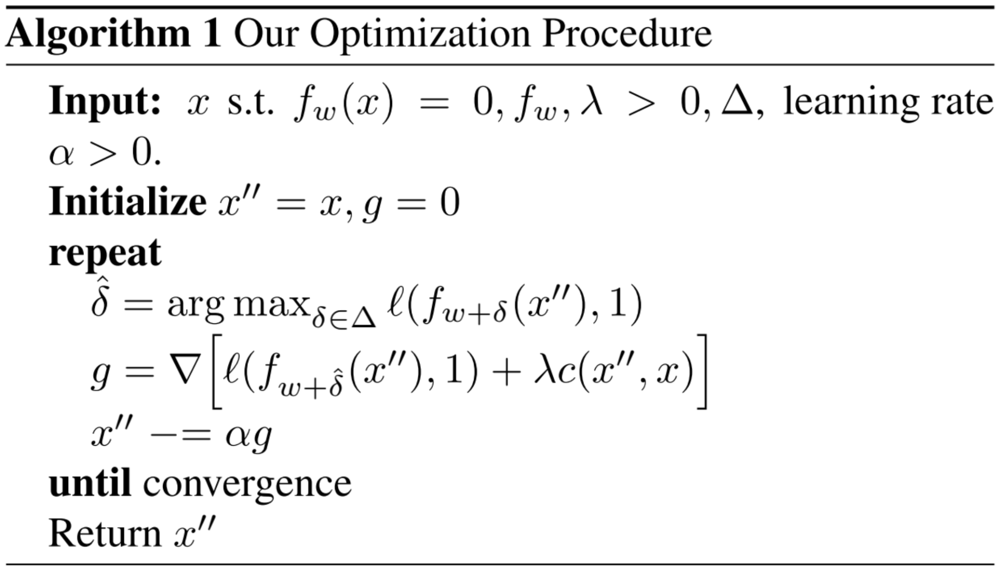 Algorithm 1 Our Optimization Procedure
Input: $x$ s.t. $f_w(x) = 0, f_w, \lambda > 0, \Delta,$ learning rate
$\alpha > 0.$
Initialize $x'' = x, g = 0$
repeat
$\hat{\delta} = \arg\max_{\delta \in \Delta} \ell(f_{w+\delta}(x''), 1)$
$g = \nabla \left[ \ell(f_{w+\hat{\delta}}(x''), 1) + \lambda c(x'', x) \right]$
$x'' \mathrel{-}= \alpha g$
until convergence
Return $x''$